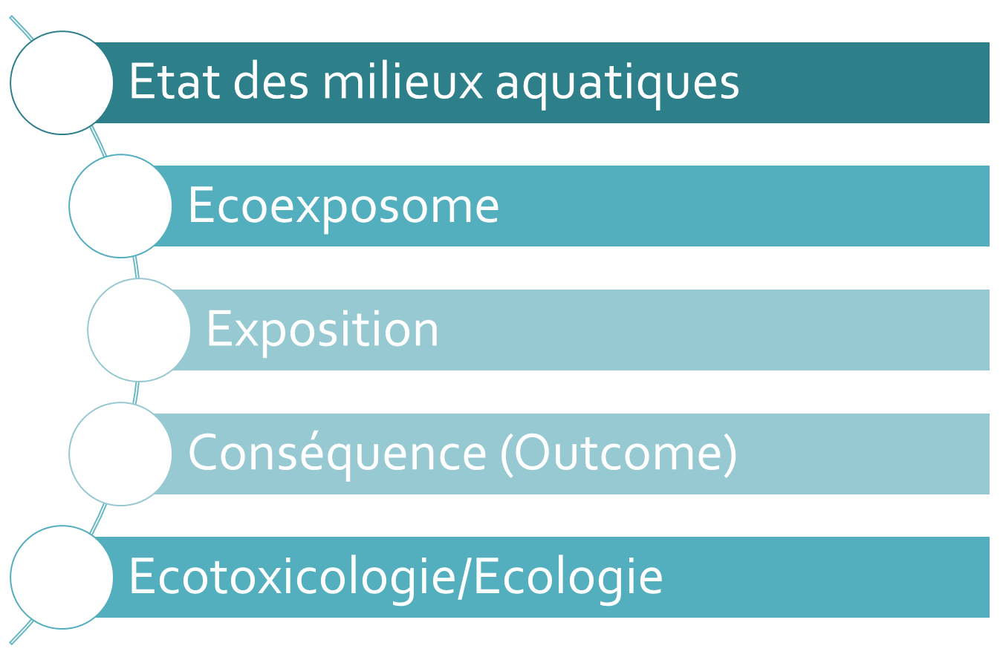 Etat des milieux aquatiques
Ecoexposome
Exposition
Conséquence (Outcome)
Ecotoxicologie/Ecologie